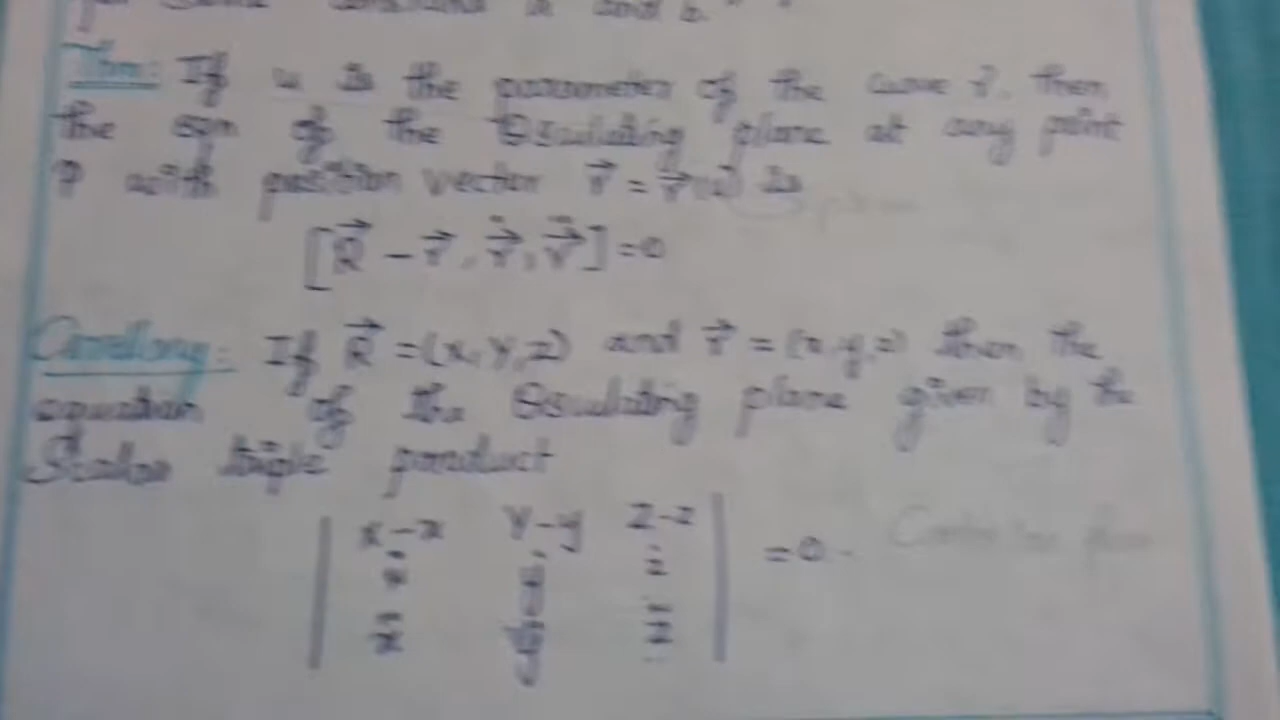 and b.
Thm: If u is the parameter of the curve r⃗. Then
the eqn of the Osculating plane at any point
P with position vector r⃗ = r⃗(u) is
[R⃗ - r⃗, ṙ⃗, r̈⃗] = 0
Corollary: If R⃗ = (X, Y, Z) and r⃗ = (x, y, z) then the
equation of the Osculating plane given by the
Scalar triple product
| X-x Y-y Z-z |
| ẋ ẏ ż | = 0.
| ẍ ÿ z̈ |